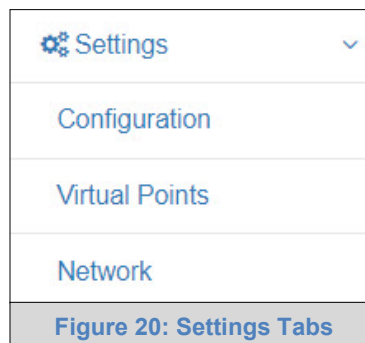 Settings
Configuration
Virtual Points
Network
Figure 20: Settings Tabs